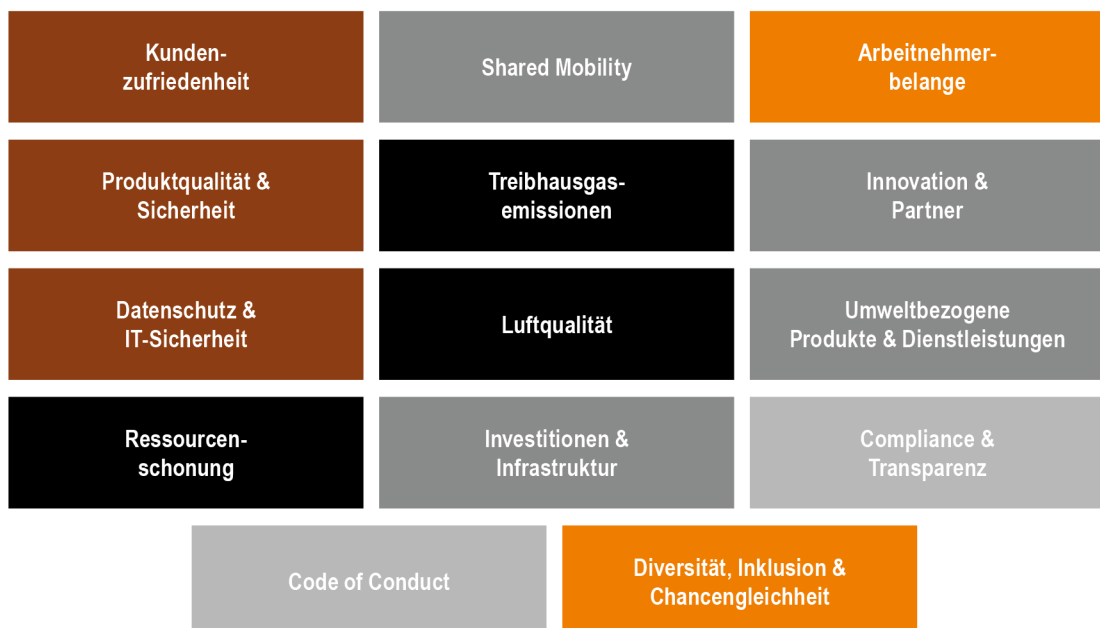 Kunden-
zufriedenheit
Shared Mobility
Arbeitnehmer-
belange
Produktqualität &
Sicherheit
Treibhausgas-
emissionen
Innovation &
Partner
Datenschutz &
IT-Sicherheit
Luftqualität
Umweltbezogene
Produkte & Dienstleistungen
Ressourcen-
schonung
Investitionen &
Infrastruktur
Compliance &
Transparenz
Code of Conduct
Diversität, Inklusion &
Chancengleichheit